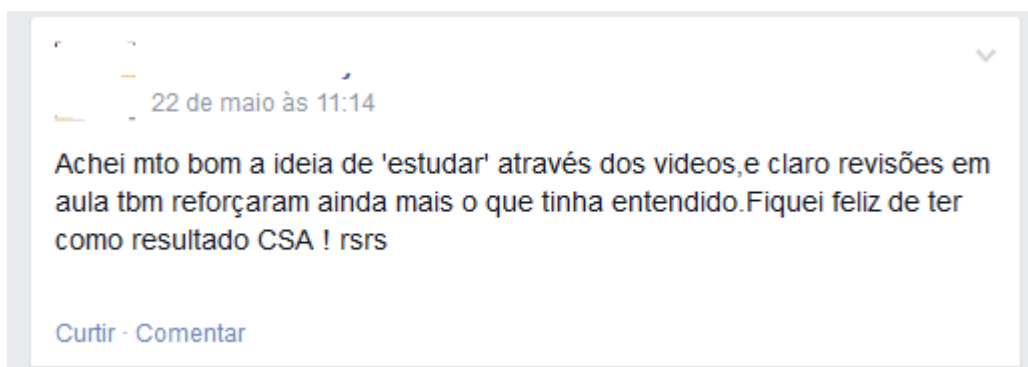 22 de maio às 11:14
Achei mto bom a ideia de 'estudar' através dos videos,e claro revisões em
aula tbm reforçaram ainda mais o que tinha entendido.Fiquei feliz de ter
como resultado CSA ! rsrs
Curtir · Comentar